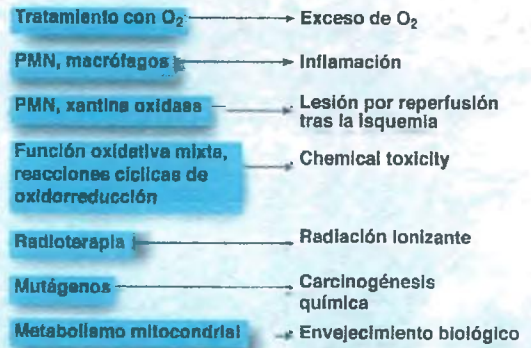 Tratamiento con O₂ → Exceso de O₂
PMN, macrófagos → Inflamación
PMN, xantina oxidasa → Lesión por reperfusión
tras la isquemia
Función oxidativa mixta,
reacciones cíclicas de
oxidorreducción → Chemical toxicity
Radioterapia → Radiación ionizante
Mutágenos → Carcinogénesis
química
Metabolismo mitocondrial → Envejecimiento biológico